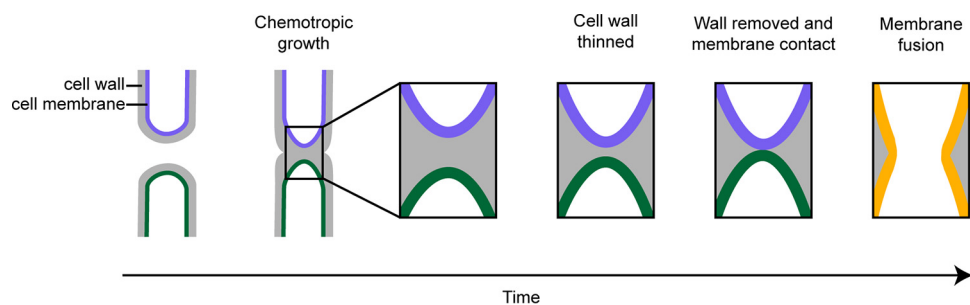 Chemotropic
growth
Cell wall
thinned
Wall removed and
membrane contact
Membrane
fusion
cell wall
cell membrane
Time